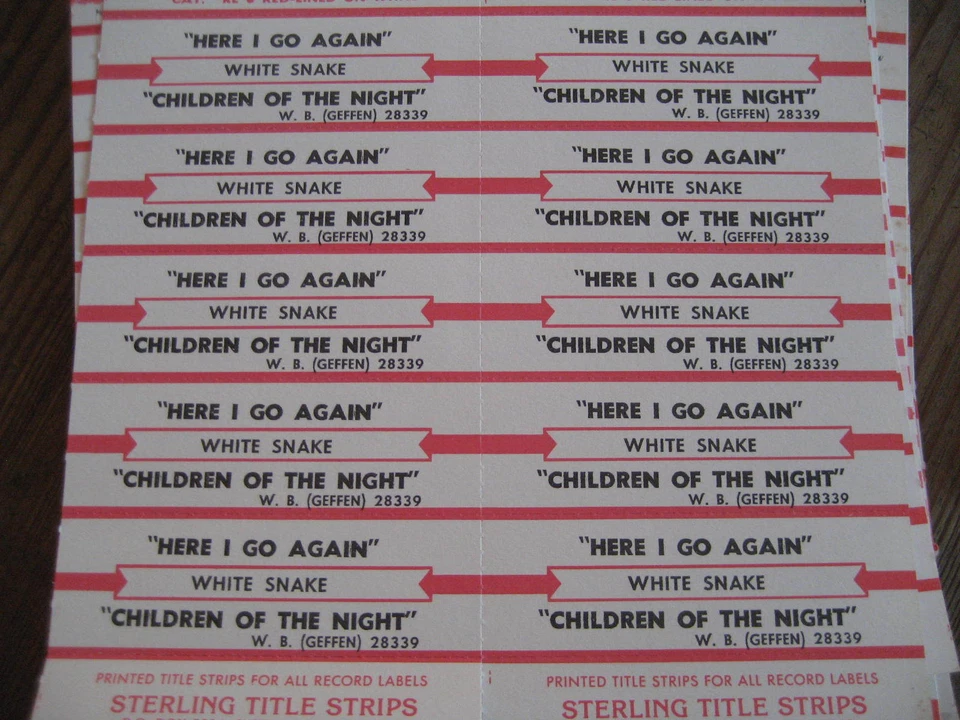 "HERE I GO AGAIN" "HERE I GO AGAIN"
WHITE SNAKE WHITE SNAKE
"CHILDREN OF THE NIGHT" "CHILDREN OF THE NIGHT"
W. B. (GEFFEN) 28339 W. B. (GEFFEN) 28339
"HERE I GO AGAIN" "HERE I GO AGAIN"
WHITE SNAKE WHITE SNAKE
"CHILDREN OF THE NIGHT" "CHILDREN OF THE NIGHT"
W. B. (GEFFEN) 28339 W. B. (GEFFEN) 28339
"HERE I GO AGAIN" "HERE I GO AGAIN"
WHITE SNAKE WHITE SNAKE
"CHILDREN OF THE NIGHT" "CHILDREN OF THE NIGHT"
W. B. (GEFFEN) 28339 W. B. (GEFFEN) 28339
"HERE I GO AGAIN" "HERE I GO AGAIN"
WHITE SNAKE WHITE SNAKE
"CHILDREN OF THE NIGHT" "CHILDREN OF THE NIGHT"
W. B. (GEFFEN) 28339 W. B. (GEFFEN) 28339
"HERE I GO AGAIN" "HERE I GO AGAIN"
WHITE SNAKE WHITE SNAKE
"CHILDREN OF THE NIGHT" "CHILDREN OF THE NIGHT"
W. B. (GEFFEN) 28339 W. B. (GEFFEN) 28339
PRINTED TITLE STRIPS FOR ALL RECORD LABELS PRINTED TITLE STRIPS FOR ALL RECORD LABELS
STERLING TITLE STRIPS STERLING TITLE STRIPS